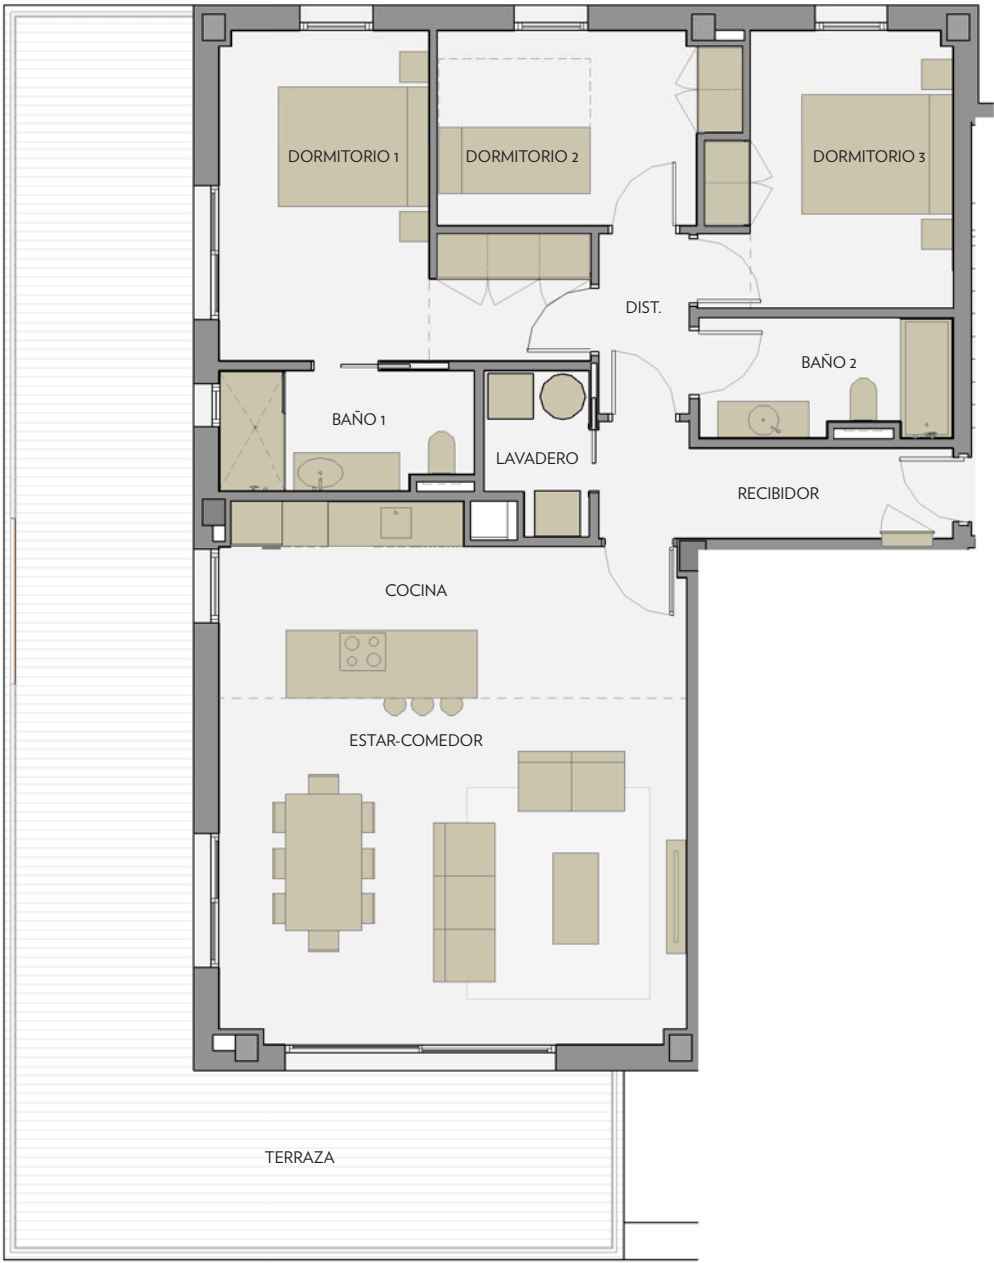 DORMITORIO 1
DORMITORIO 2
DORMITORIO 3
DIST.
BAÑO 2
BAÑO 1
LAVADERO
RECIBIDOR
COCINA
ESTAR-COMEDOR
TERRAZA